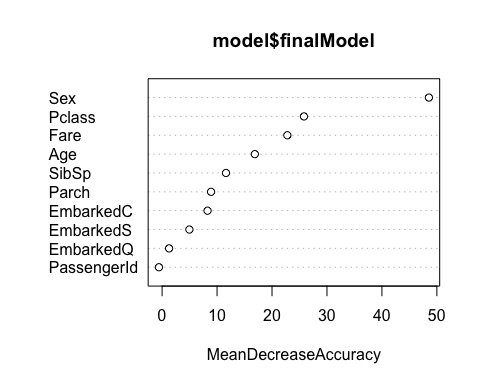 model$finalModel
Sex
Pclass
Fare
Age
SibSp
Parch
EmbarkedC
EmbarkedS
EmbarkedQ
PassengerId
0 10 20 30 40 50
MeanDecreaseAccuracy